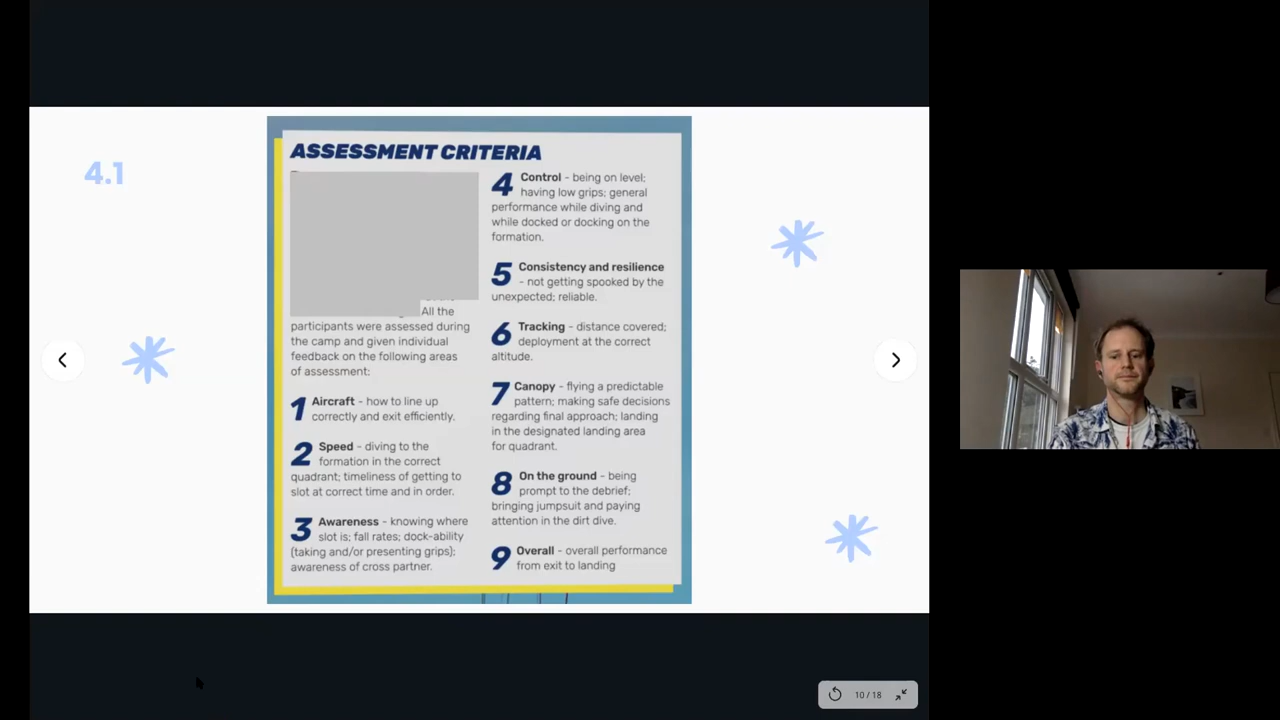 4.1
ASSESSMENT CRITERIA
All the
participants were assessed during
the camp and given individual
feedback on the following areas
of assessment:
1 Aircraft - how to line up
correctly and exit efficiently.
2 Speed - diving to the
formation in the correct
quadrant; timeliness of getting to
slot at correct time and in order.
3 Awareness - knowing where
slot is; fall rates; dock-ability
(taking and/or presenting grips);
awareness of cross partner.
4 Control - being on level;
having low grips; general
performance while diving and
while docked or docking on the
formation.
5 Consistency and resilience
- not getting spooked by the
unexpected; reliable.
6 Tracking - distance covered;
deployment at the correct
altitude.
7 Canopy - flying a predictable
pattern; making safe decisions
regarding final approach; landing
in the designated landing area
for quadrant.
8 On the ground - being
prompt to the debrief;
bringing jumpsuit and paying
attention in the dirt dive.
9 Overall - overall performance
from exit to landing
10 / 18